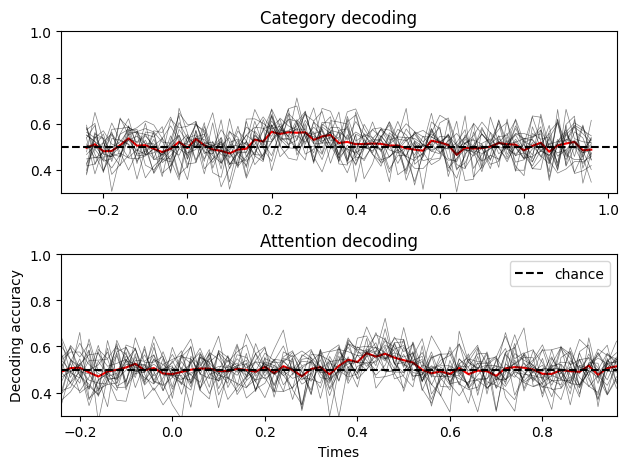 Category decoding
1.0
0.8
0.6
0.4
−0.2 0.0 0.2 0.4 0.6 0.8 1.0
Attention decoding
1.0
0.8
0.6
0.4
Decoding accuracy
chance
−0.2 0.0 0.2 0.4 0.6 0.8
Times